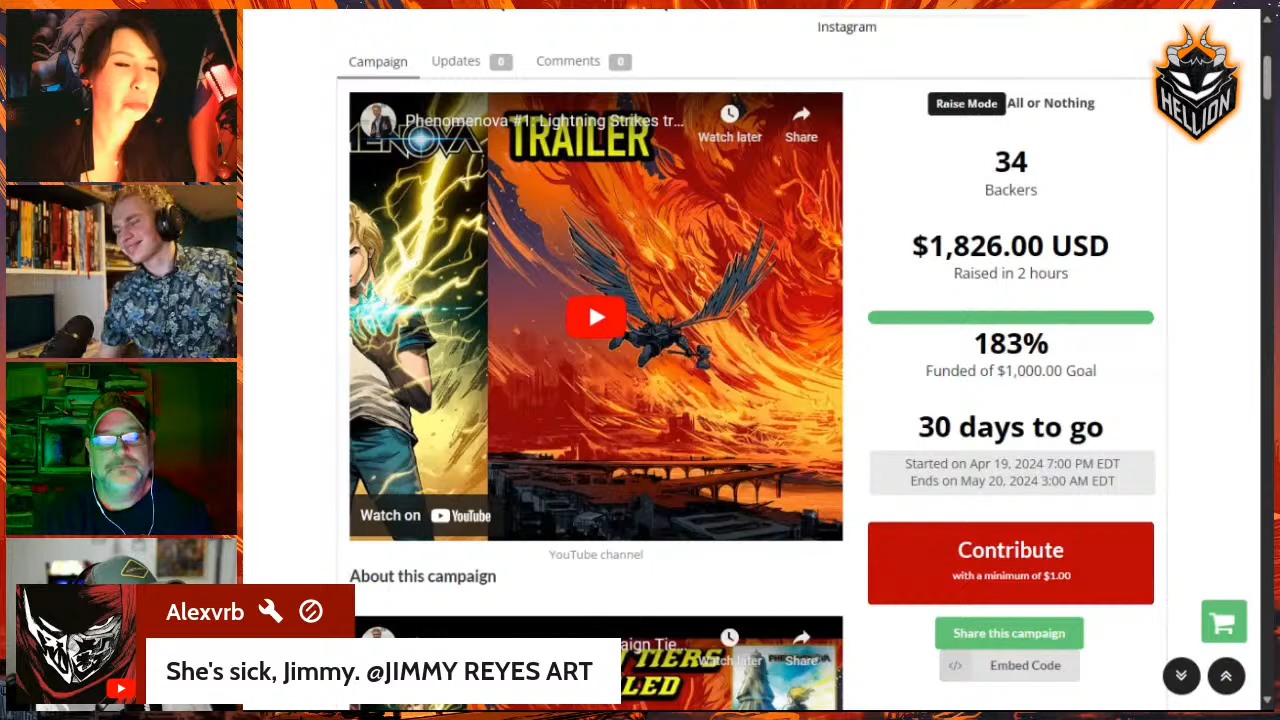 Instagram
Campaign Updates 0 Comments 0
HELLION
Raise Mode All or Nothing
Phenomenova #1: Lightning Strikes tr...
Watch later Share
TRAILER
34
Backers
$1,826.00 USD
Raised in 2 hours
183%
Funded of $1,000.00 Goal
30 days to go
Started on Apr 19, 2024 7:00 PM EDT
Ends on May 20, 2024 3:00 AM EDT
Watch on YouTube
YouTube channel
Contribute
with a minimum of $1.00
About this campaign
Share this campaign
</> Embed Code
Watch later Share
TIERS
Alexvrb
She's sick, Jimmy. @JIMMY REYES ART